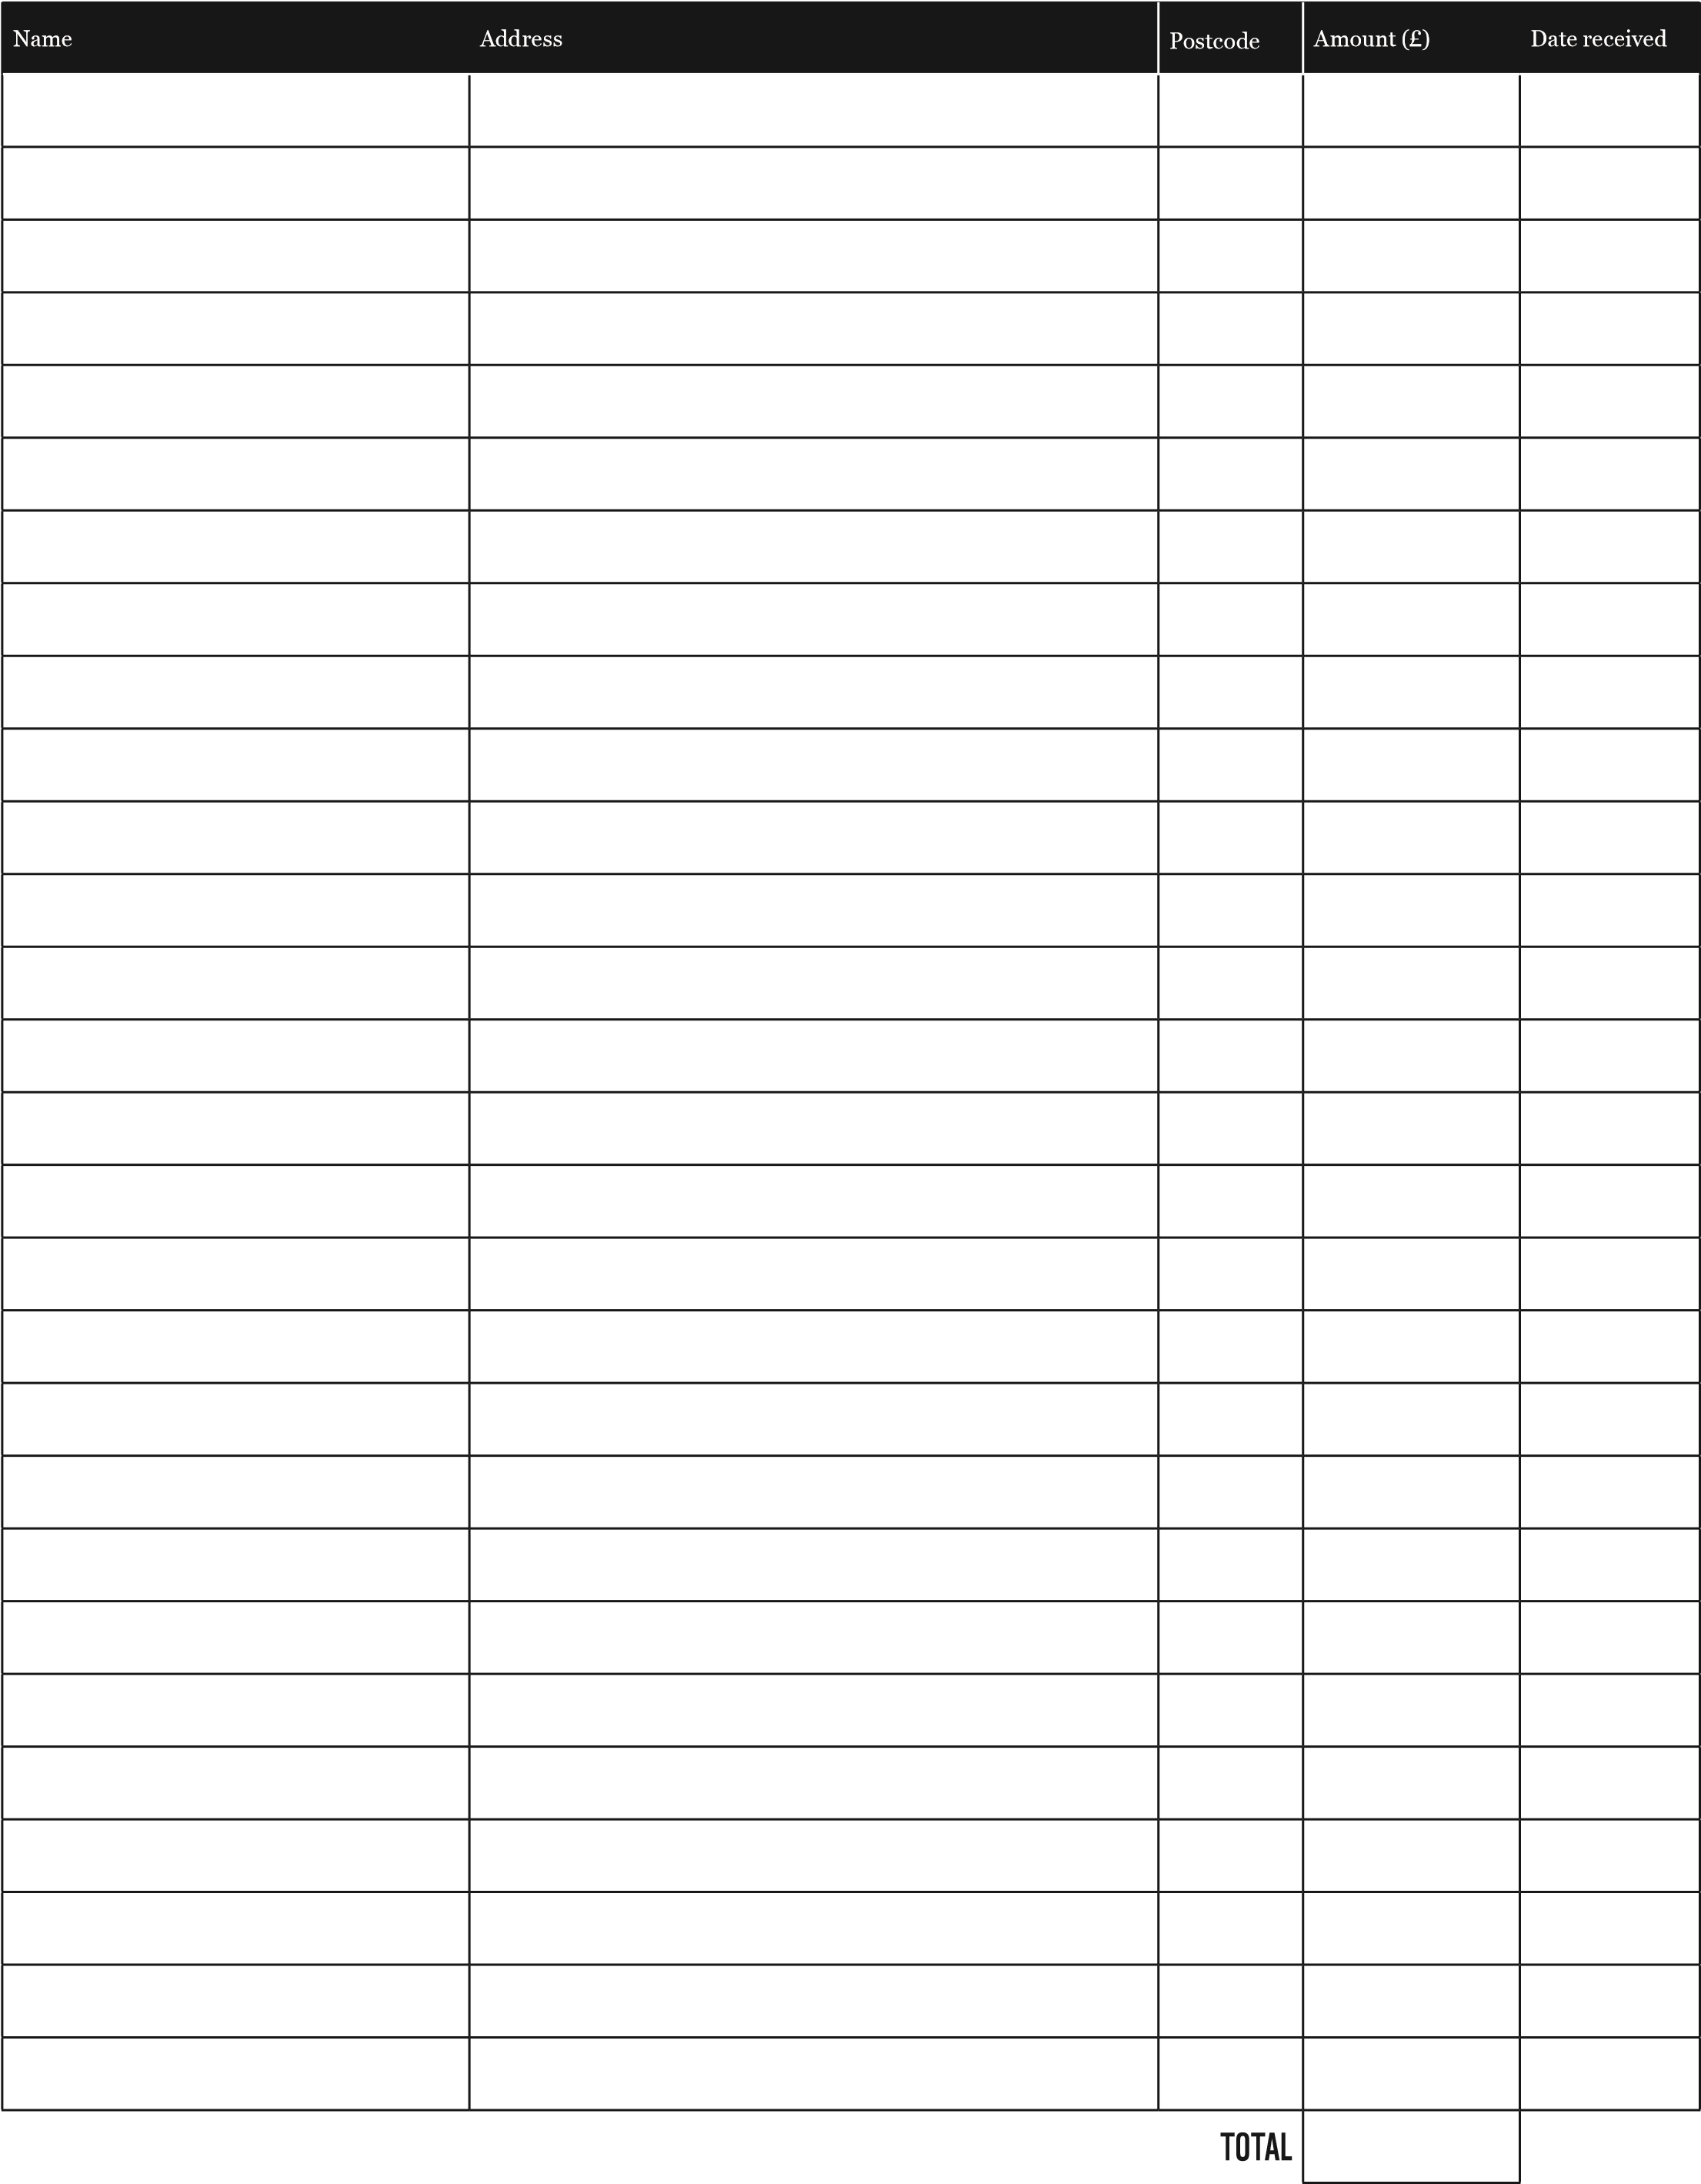 Name Address Postcode Amount (£) Date received
TOTAL